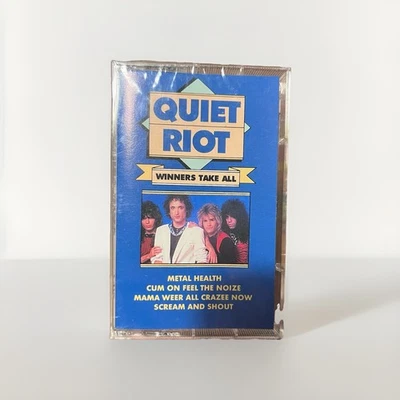 QUIET
RIOT
WINNERS TAKE ALL
METAL HEALTH
CUM ON FEEL THE NOIZE
MAMA WEER ALL CRAZEE NOW
SCREAM AND SHOUT